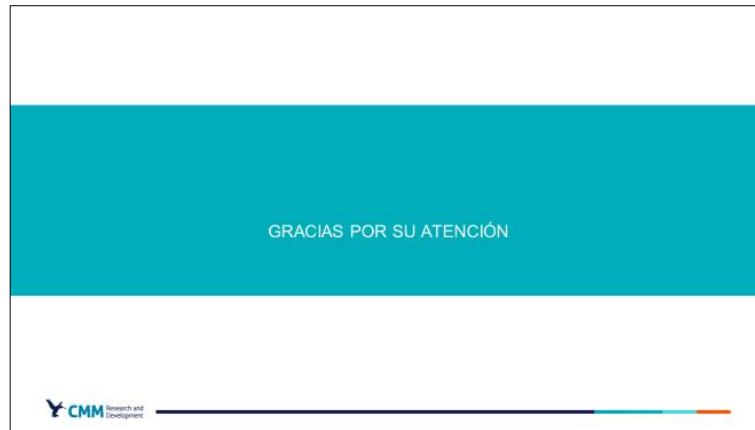 GRACIAS POR SU ATENCIÓN
CMM Research and
Development